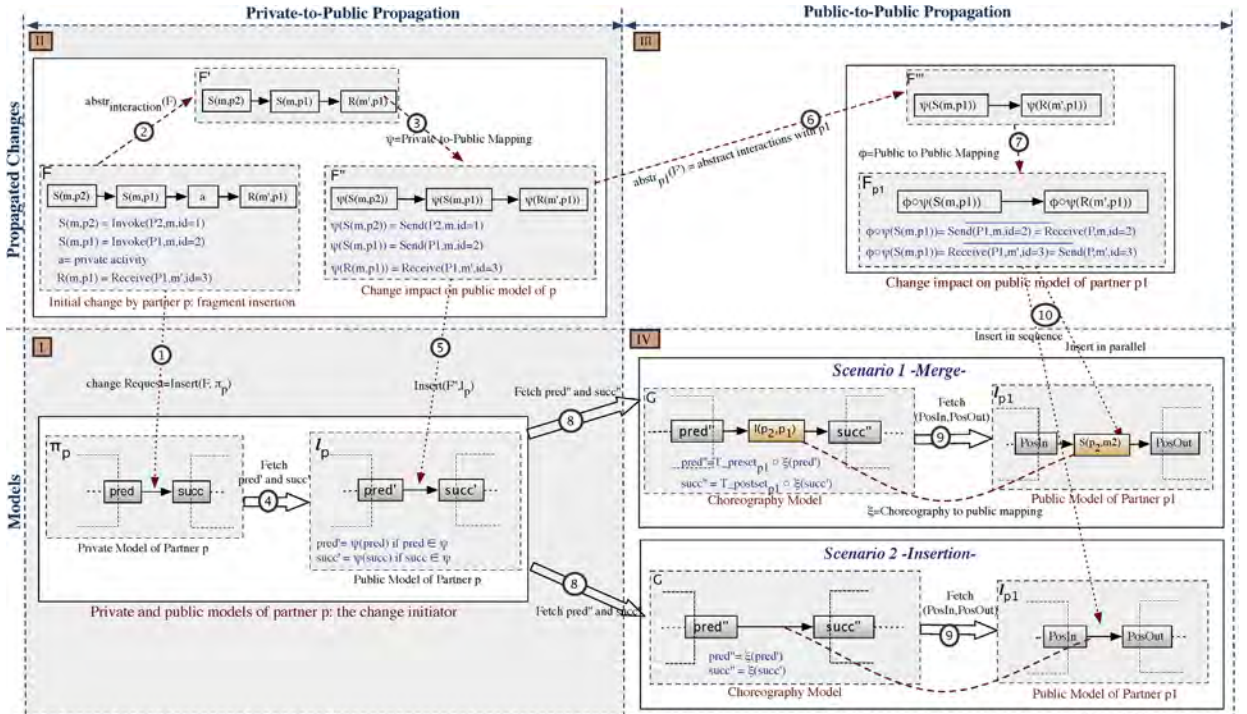 Private-to-Public Propagation
Public-to-Public Propagation
Propagated Changes
Models
II
F'
S(m,p2)
S(m,p1)
R(m',p1)
abstr_interaction(F)
2
3
ψ=Private-to-Public Mapping
F
S(m,p2)
S(m,p1)
a
R(m',p1)
S(m,p2) = Invoke(P2,m,id=1)
S(m,p1) = Invoke(P1,m,id=2)
a= private activity
R(m,p1) = Receive(P1,m',id=3)
Initial change by partner p: fragment insertion
F"
ψ(S(m,p2))
ψ(S(m,p1))
ψ(R(m',p1))
ψ(S(m,p2)) = Send(P2,m,id=1)
ψ(S(m,p1)) = Send(P1,m,id=2)
ψ(R(m,p1)) = Receive(P1,m',id=3)
Change impact on public model of p
III
6
abstr_p1(F') = abstract interactions with p1
F'''
ψ(S(m,p1))
ψ(R(m',p1))
7
ϕ=Public to Public Mapping
F_p1
ϕ○ψ(S(m,p1))
ϕ○ψ(R(m',p1))
ϕ○ψ(S(m,p1))= Send(P1,m,id=2) = Receive(P,m,id=2)
ϕ○ψ(S(m,p1))= Receive(P1,m',id=3)= Send(P,m',id=3)
Change impact on public model of partner p1
10
Insert in sequence
Insert in parallel
I
1
change Request=Insert(F, π_p)
5
Insert(F",l_p)
π_p
pred
succ
Private Model of Partner p
Fetch
pred' and succ'
4
l_p
pred'
succ'
pred'= ψ(pred) if pred ∈ ψ
succ' = ψ(succ) if succ ∈ ψ
Public Model of Partner p
Private and public models of partner p: the change initiator
Fetch pred" and succ"
8
8
Fetch pred" and succ"
IV
Scenario 1 -Merge-
G
pred"
I(p2,p1)
succ"
pred"=T_preset_p1 ○ ξ(pred')
succ" = T_postset_p1 ○ ξ(succ')
Choreography Model
Fetch
(PosIn,PosOut)
9
l_p1
PosIn
S(p2,m2)
PosOut
Public Model of Partner p1
ξ=Choreography to public mapping
Scenario 2 -Insertion-
G
pred"
succ"
pred"= ξ(pred')
succ" = ξ(succ')
Choreography Model
Fetch
(PosIn,PosOut)
9
l_p1
PosIn
PosOut
Public Model of Partner p1